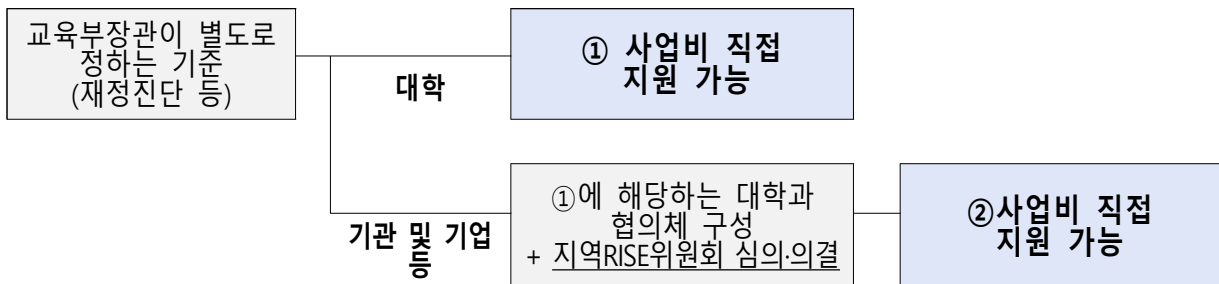 교육부장관이 별도로
정하는 기준
(재정진단 등)
대학
① 사업비 직접
지원 가능
기관 및 기업
등
①에 해당하는 대학과
협의체 구성
+ 지역RISE위원회 심의·의결
②사업비 직접
지원 가능